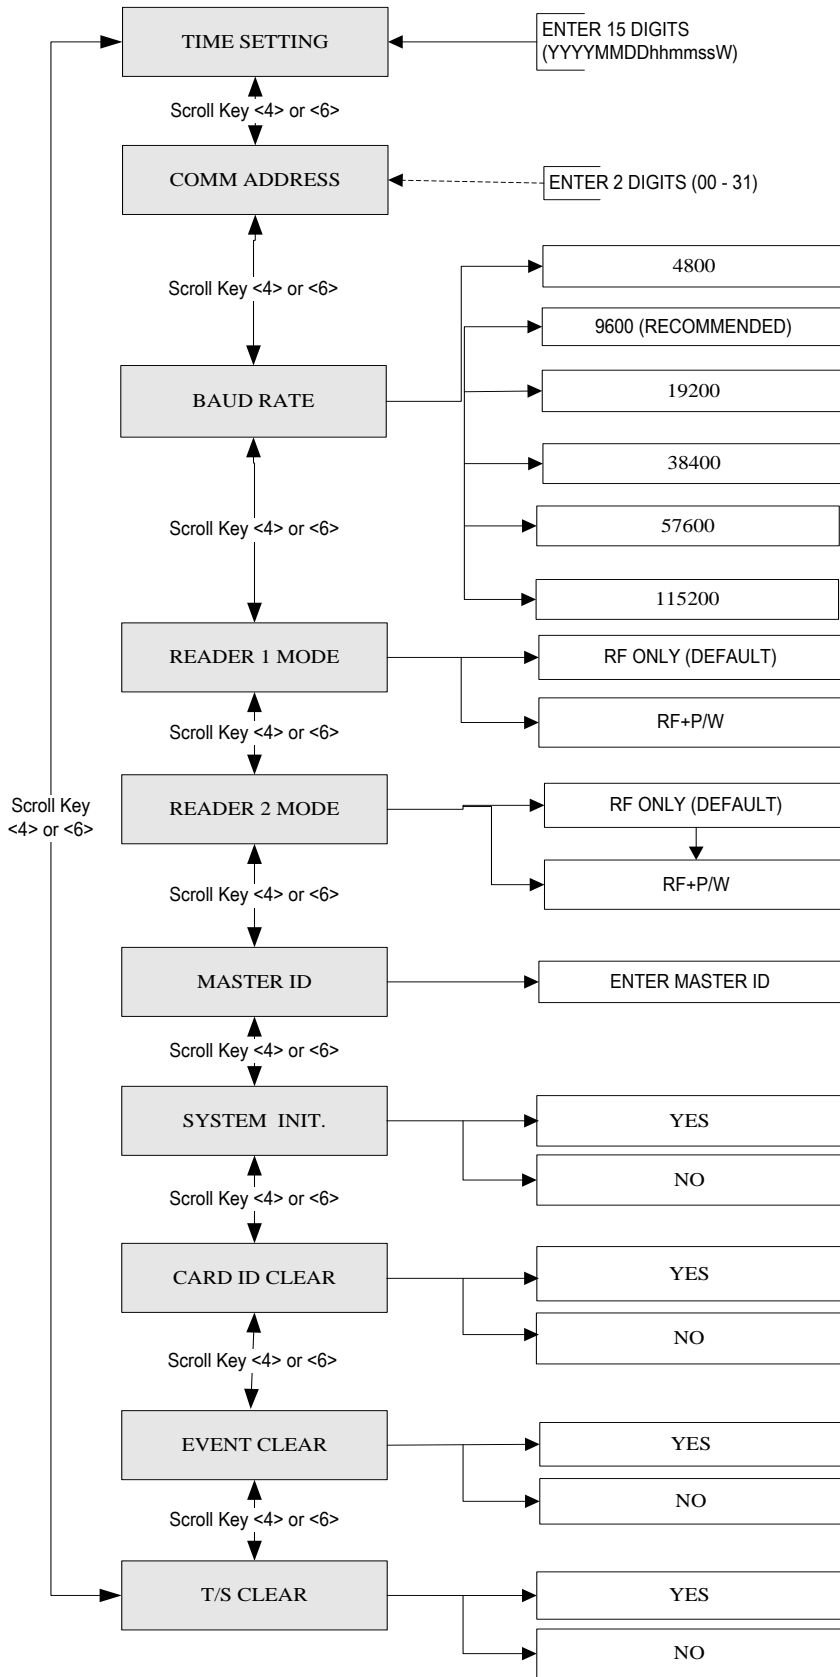 TIME SETTING
ENTER 15 DIGITS
(YYYYMMDDhhmmssW)
Scroll Key <4> or <6>
COMM ADDRESS
ENTER 2 DIGITS (00 - 31)
Scroll Key <4> or <6>
4800
9600 (RECOMMENDED)
BAUD RATE
19200
38400
Scroll Key <4> or <6>
57600
115200
READER 1 MODE
RF ONLY (DEFAULT)
RF+P/W
Scroll Key <4> or <6>
READER 2 MODE
RF ONLY (DEFAULT)
Scroll Key
<4> or <6>
RF+P/W
Scroll Key <4> or <6>
MASTER ID
ENTER MASTER ID
Scroll Key <4> or <6>
SYSTEM INIT.
YES
NO
Scroll Key <4> or <6>
CARD ID CLEAR
YES
NO
Scroll Key <4> or <6>
EVENT CLEAR
YES
NO
Scroll Key <4> or <6>
T/S CLEAR
YES
NO